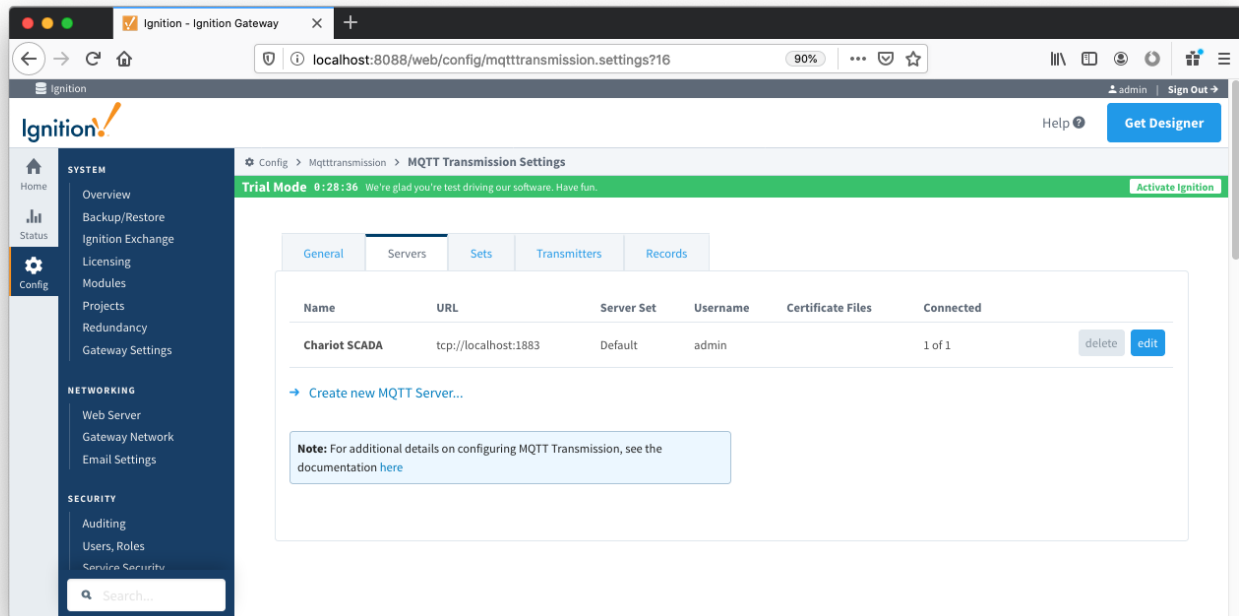 Ignition - Ignition Gateway
localhost:8088/web/config/mqtttransmission.settings?16
90%
Ignition
admin | Sign Out
Ignition!
Help
Get Designer
Home
Status
Config
SYSTEM
Overview
Backup/Restore
Ignition Exchange
Licensing
Modules
Projects
Redundancy
Gateway Settings
NETWORKING
Web Server
Gateway Network
Email Settings
SECURITY
Auditing
Users, Roles
Service Security
Search...
Config > Mqtttransmission > MQTT Transmission Settings
Trial Mode 0:28:36 We're glad you're test driving our software. Have fun.
Activate Ignition
General Servers Sets Transmitters Records
Name URL Server Set Username Certificate Files Connected
Chariot SCADA tcp://localhost:1883 Default admin 1 of 1 delete edit
Create new MQTT Server...
Note: For additional details on configuring MQTT Transmission, see the
documentation here